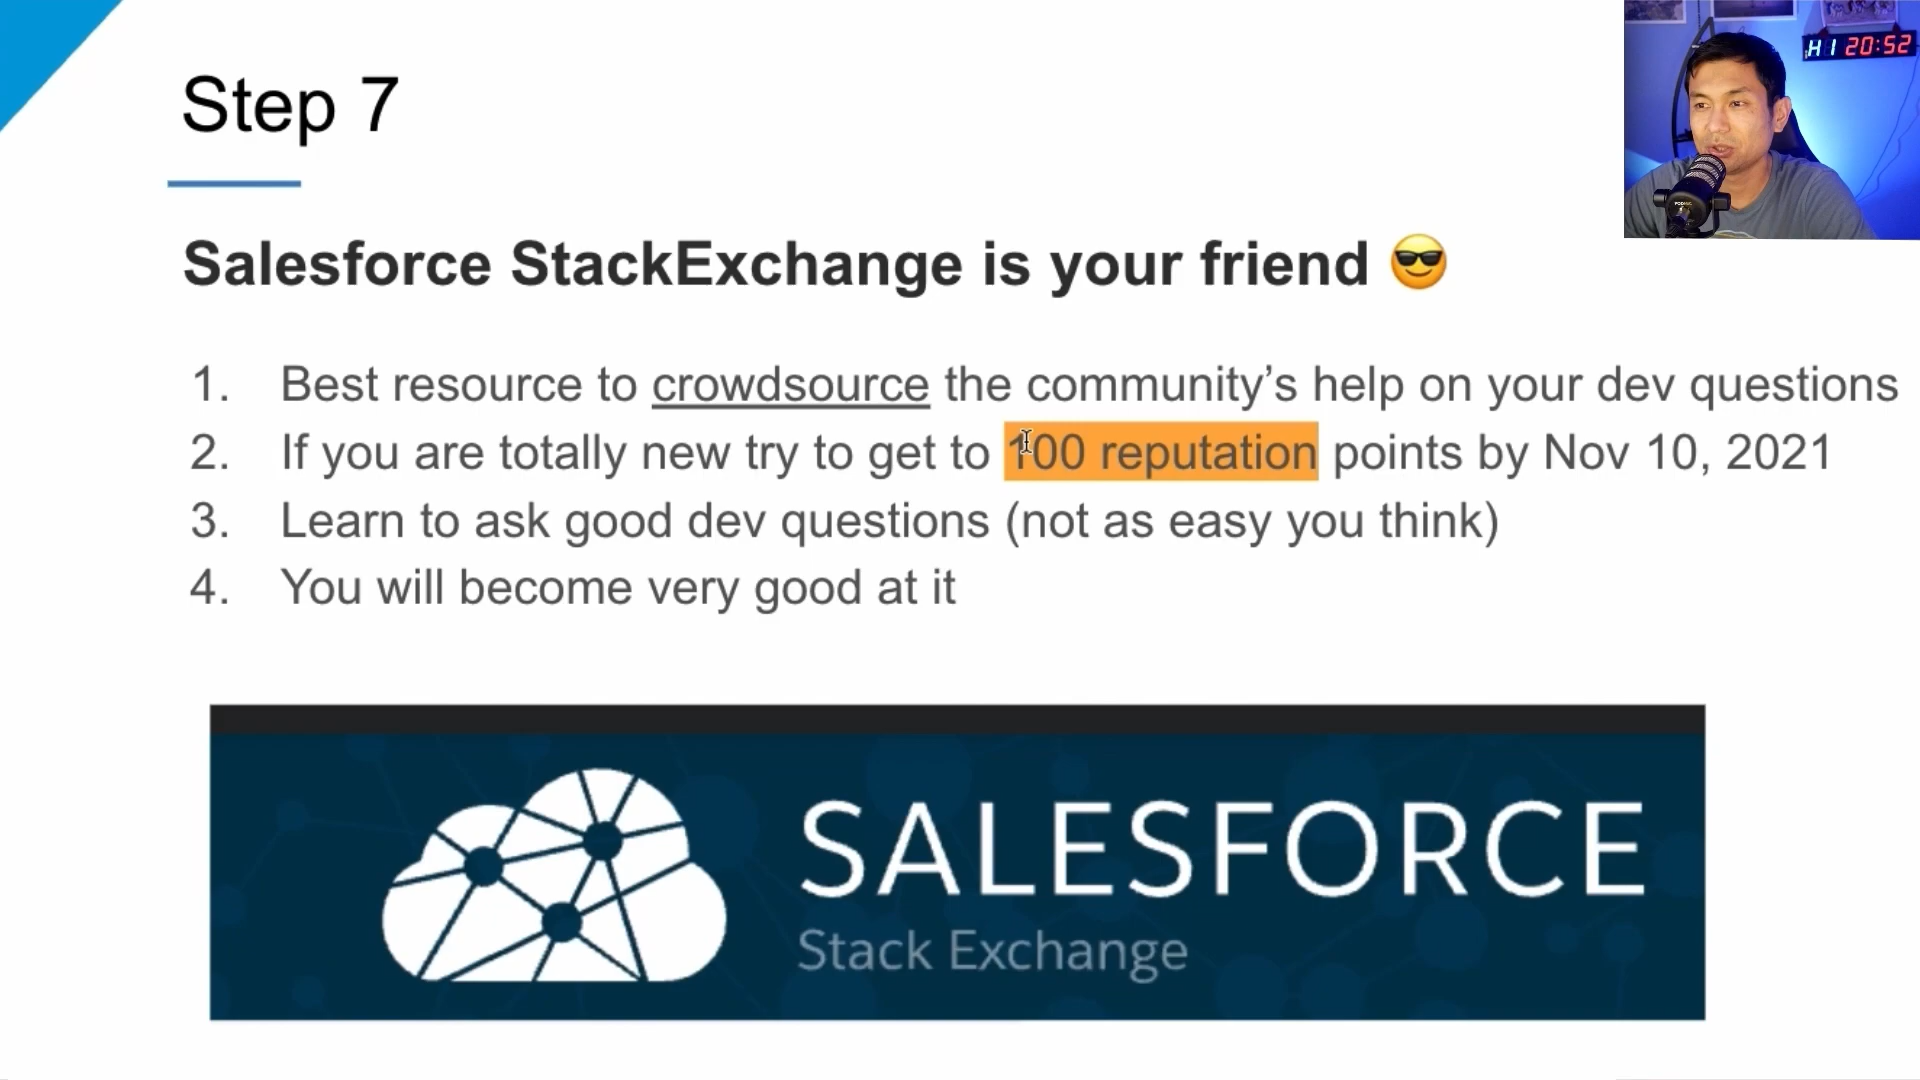 Step 7
HI 20:52
Salesforce StackExchange is your friend 😎
1. Best resource to crowdsource the community's help on your dev questions
2. If you are totally new try to get to 100 reputation points by Nov 10, 2021
3. Learn to ask good dev questions (not as easy you think)
4. You will become very good at it
SALESFORCE
Stack Exchange